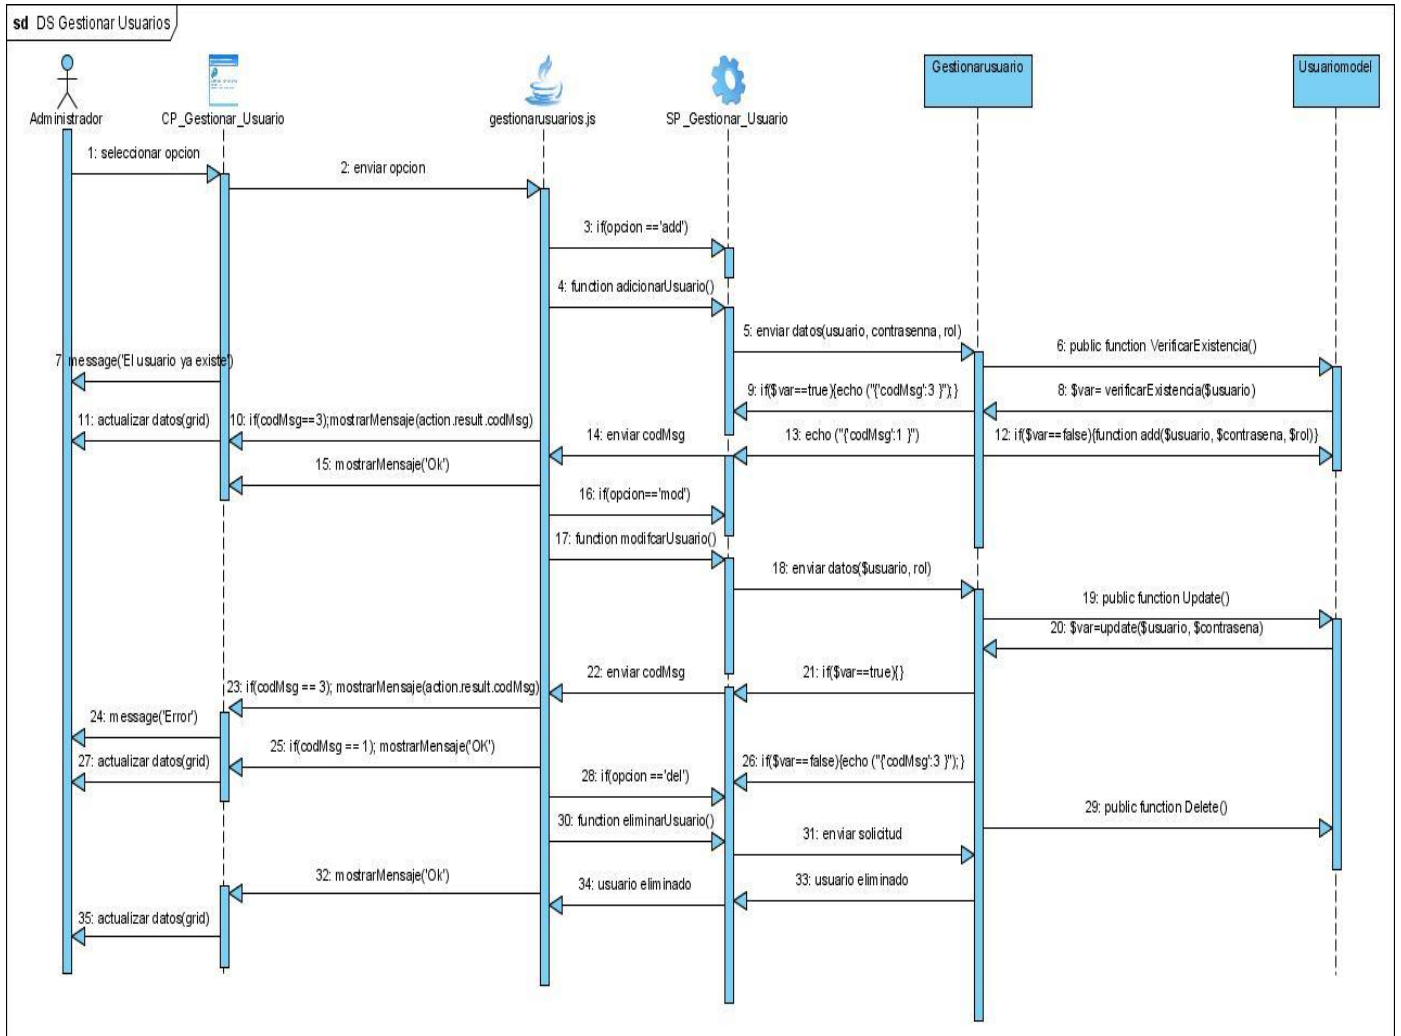 sd DS Gestionar Usuarios
Administrador
CP_Gestionar_Usuario
gestionarusuarios.js
SP_Gestionar_Usuario
Gestionarusuario
Usuariomodel
1: seleccionar opcion
2: enviar opcion
3: if(opcion =='add')
4: function adicionarUsuario()
5: enviar datos(usuario, contrasenna, rol)
6: public function VerificarExistencia()
7: message('El usuario ya existe')
8: $var= verificarExistencia($usuario)
9: if($var==true){echo ("{'codMsg':3 }");}
10: if(codMsg==3);mostrarMensaje(action.result.codMsg)
11: actualizar datos(grid)
12: if($var==false){function add($usuario, $contrasena, $rol)}
13: echo ("{'codMsg':1 }")
14: enviar codMsg
15: mostrarMensaje('Ok')
16: if(opcion=='mod')
17: function modifcarUsuario()
18: enviar datos($usuario, rol)
19: public function Update()
20: $var=update($usuario, $contrasena)
21: if($var==true){}
22: enviar codMsg
23: if(codMsg == 3); mostrarMensaje(action.result.codMsg)
24: message('Error')
25: if(codMsg == 1); mostrarMensaje('OK')
26: if($var==false){echo ("{'codMsg':3 }");}
27: actualizar datos(grid)
28: if(opcion =='del')
29: public function Delete()
30: function eliminarUsuario()
31: enviar solicitud
32: mostrarMensaje('Ok')
33: usuario eliminado
34: usuario eliminado
35: actualizar datos(grid)